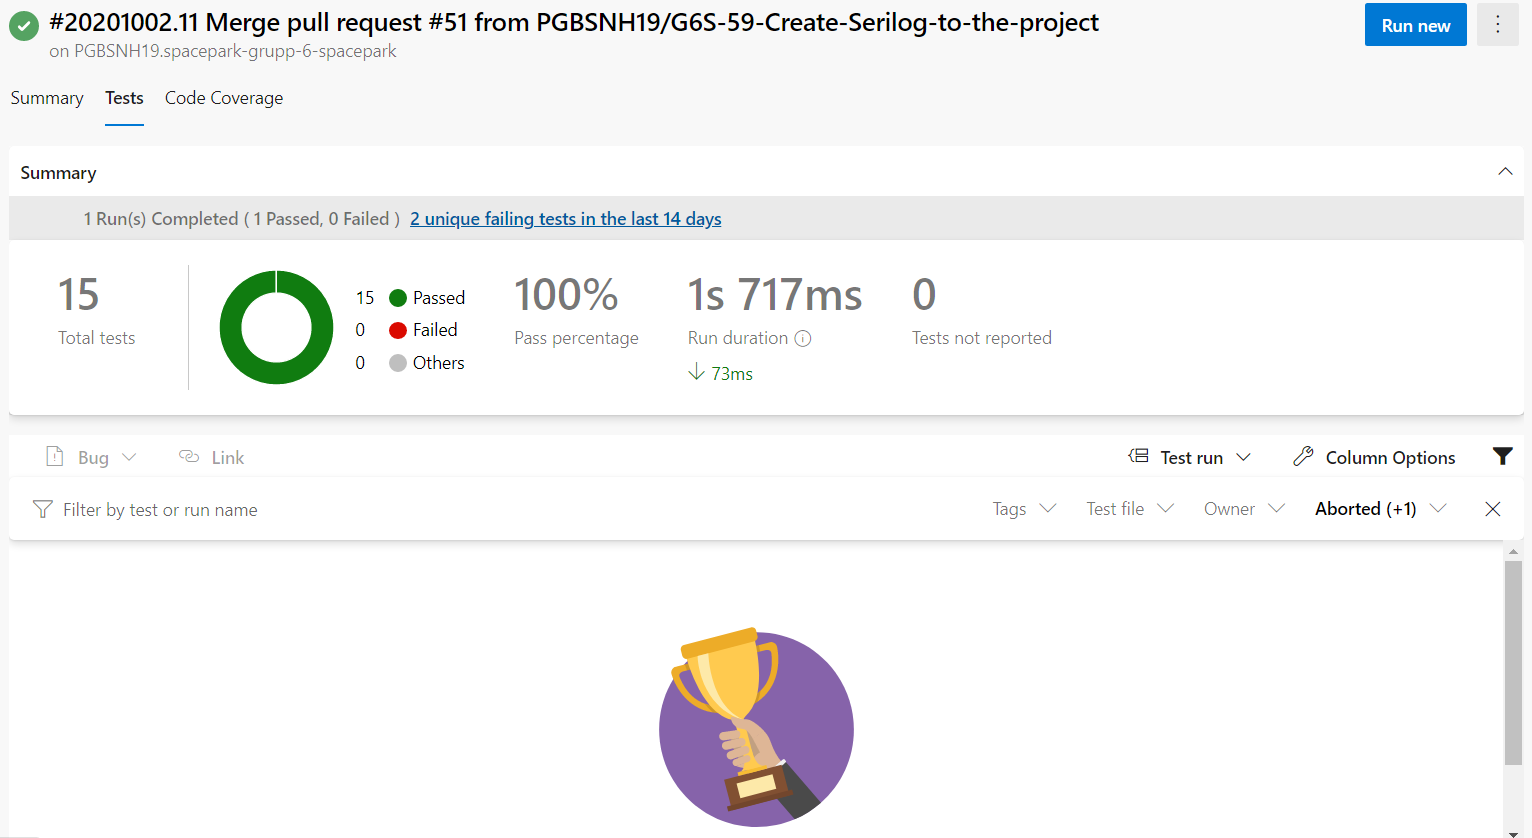 #20201002.11 Merge pull request #51 from PGBSNH19/G6S-59-Create-Serilog-to-the-project
Run new
on PGBSNH19.spacepark-grupp-6-spacepark
Summary Tests Code Coverage
Summary
1 Run(s) Completed ( 1 Passed, 0 Failed ) 2 unique failing tests in the last 14 days
15
Total tests
15 Passed
0 Failed
0 Others
100%
Pass percentage
1s 717ms
Run duration
73ms
0
Tests not reported
Bug Link Test run Column Options
Filter by test or run name Tags Test file Owner Aborted (+1)